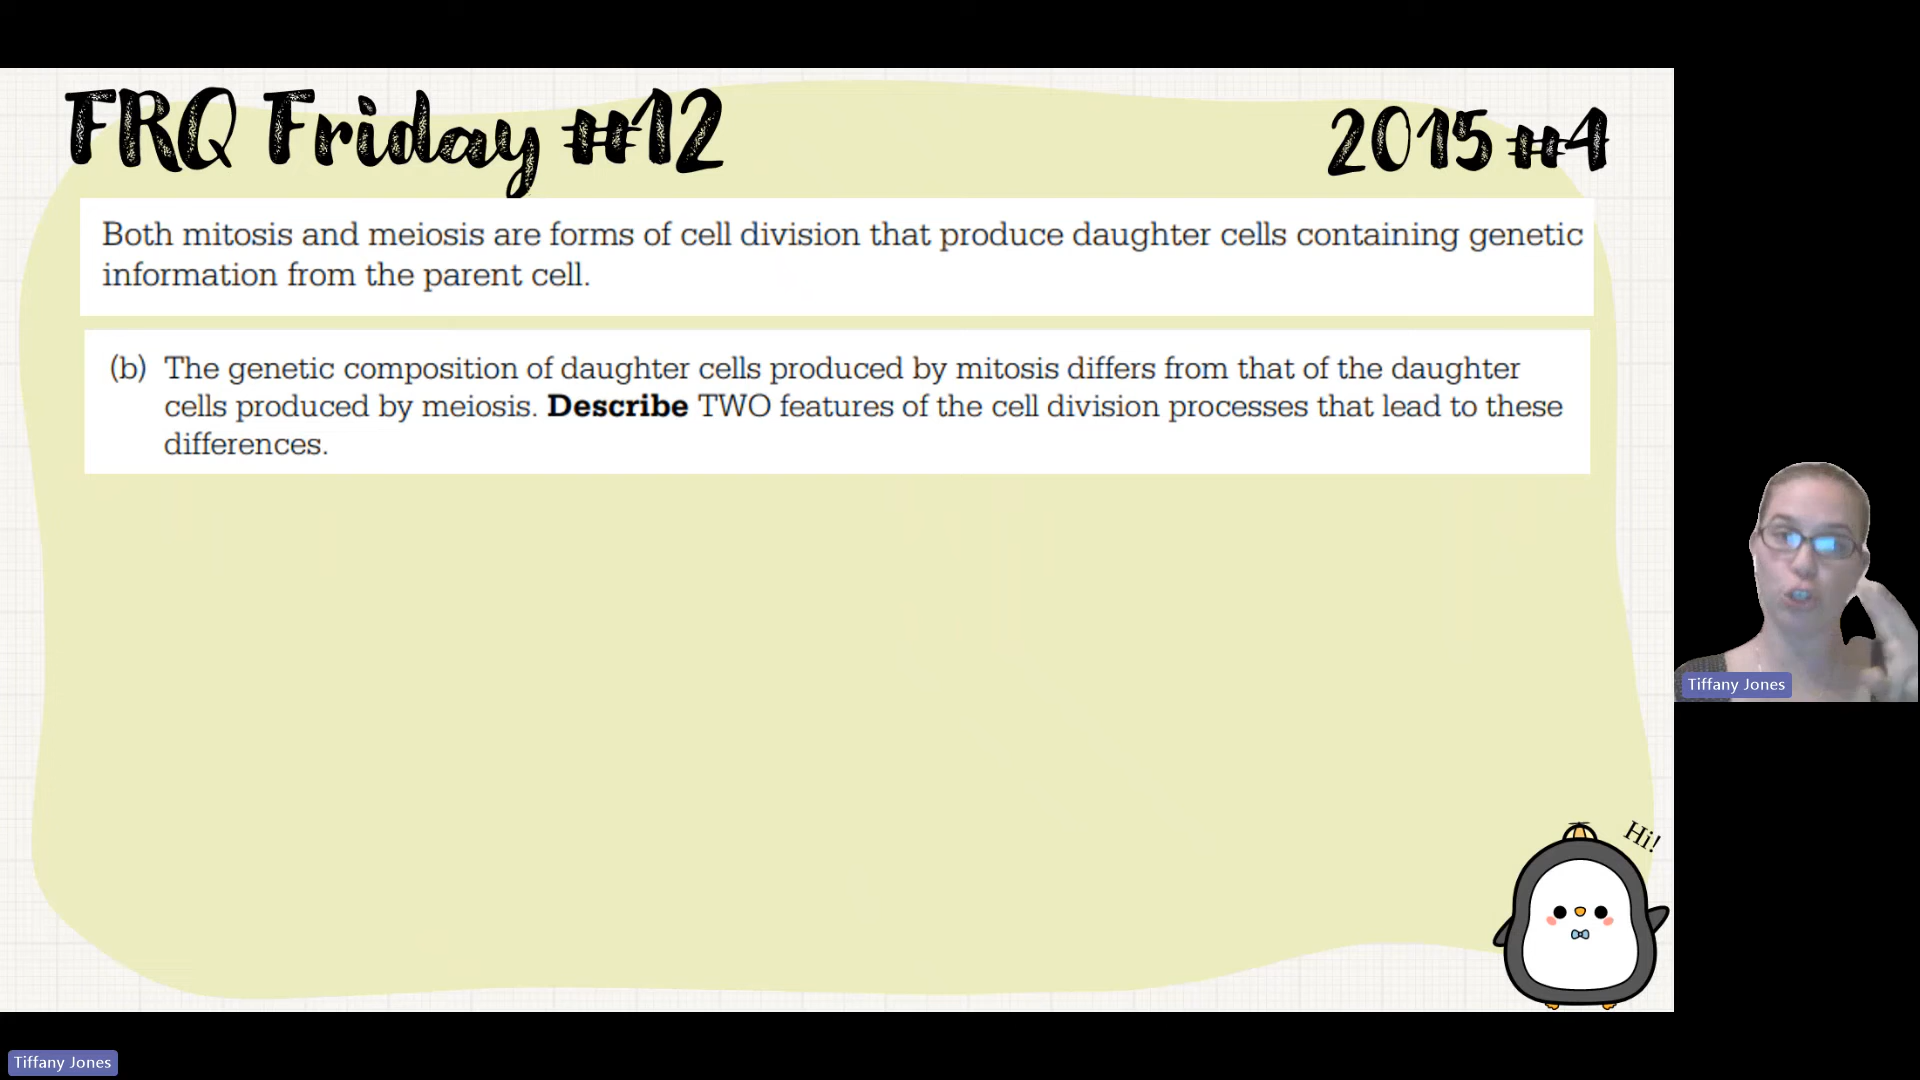 FRQ Friday #12
2015 #4
Both mitosis and meiosis are forms of cell division that produce daughter cells containing genetic
information from the parent cell.
(b) The genetic composition of daughter cells produced by mitosis differs from that of the daughter
cells produced by meiosis. Describe TWO features of the cell division processes that lead to these
differences.
Tiffany Jones
Hi!
Tiffany Jones